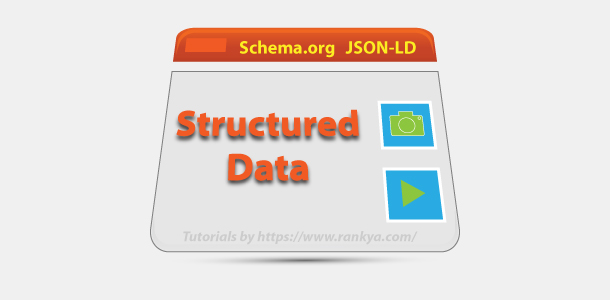 Schema.org JSON-LD
Structured
Data
Tutorials by https://www.rankya.com/